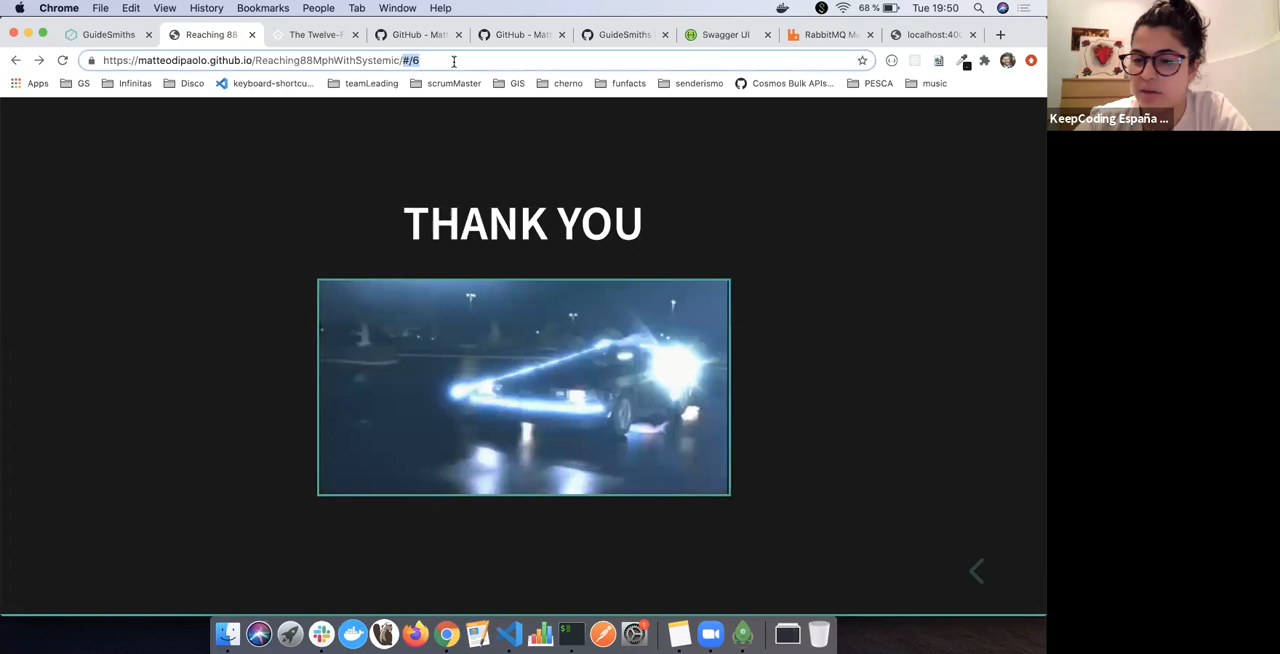 Chrome File Edit View History Bookmarks People Tab Window Help 68 % Tue 19:50
GuideSmiths Reaching 88 The Twelve-F GitHub - Mat GitHub - Mat GuideSmiths Swagger UI RabbitMQ M localhost:40
https://matteodipaolo.github.io/Reaching88MphWithSystemic/#/6
Apps GS Infinitas Disco keyboard-shortcu... teamLeading scrumMaster GIS cherno funfacts senderismo Cosmos Bulk APIs... PESCA music
KeepCoding España ...
THANK YOU